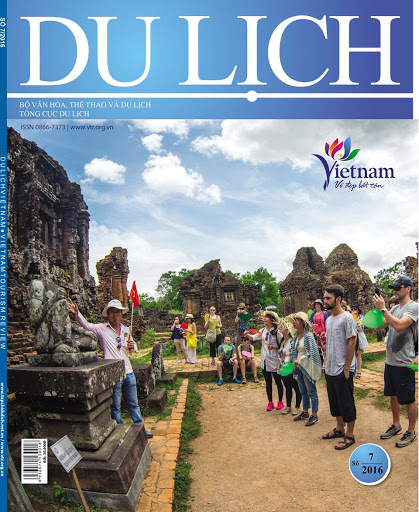 SỐ 7/2016
DU LỊCH
BỘ VĂN HÓA, THỂ THAO VÀ DU LỊCH
TỔNG CỤC DU LỊCH
ISSN 0866-7373 | www.vtr.org.vn
Vietnam
Vẻ đẹp bất tận
DU LỊCH VIỆT NAM • VIETNAM TOURISM REVIEW
Số 7
2016